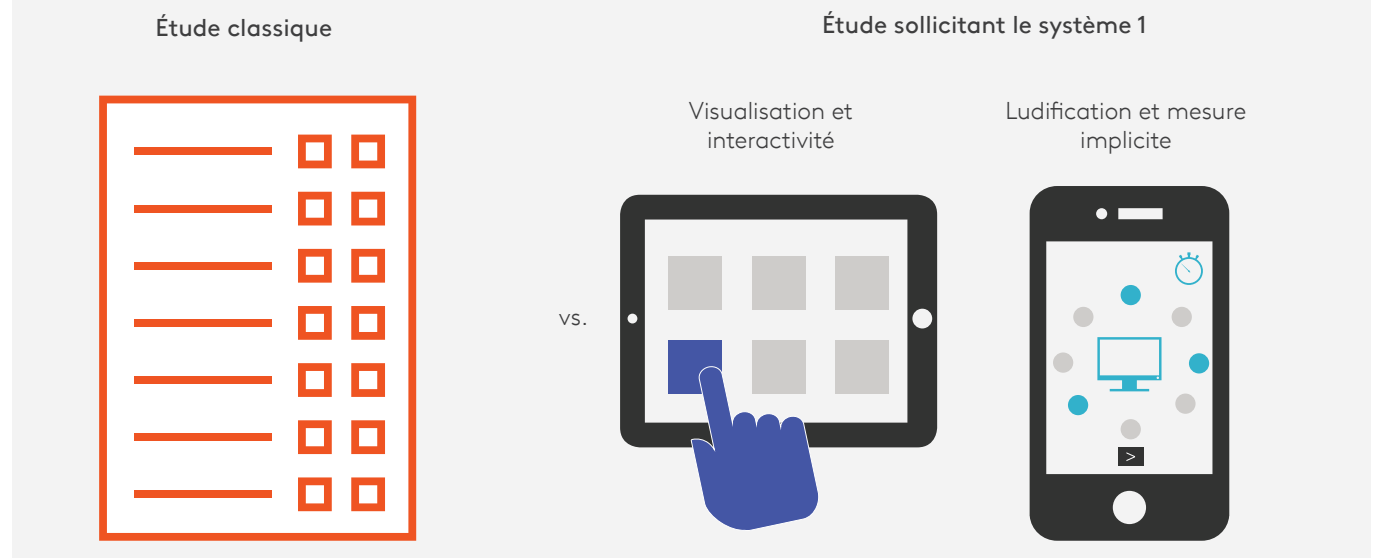 Étude classique
Étude sollicitant le système 1
Visualisation et
interactivité
Ludification et mesure
implicite
vs.
>